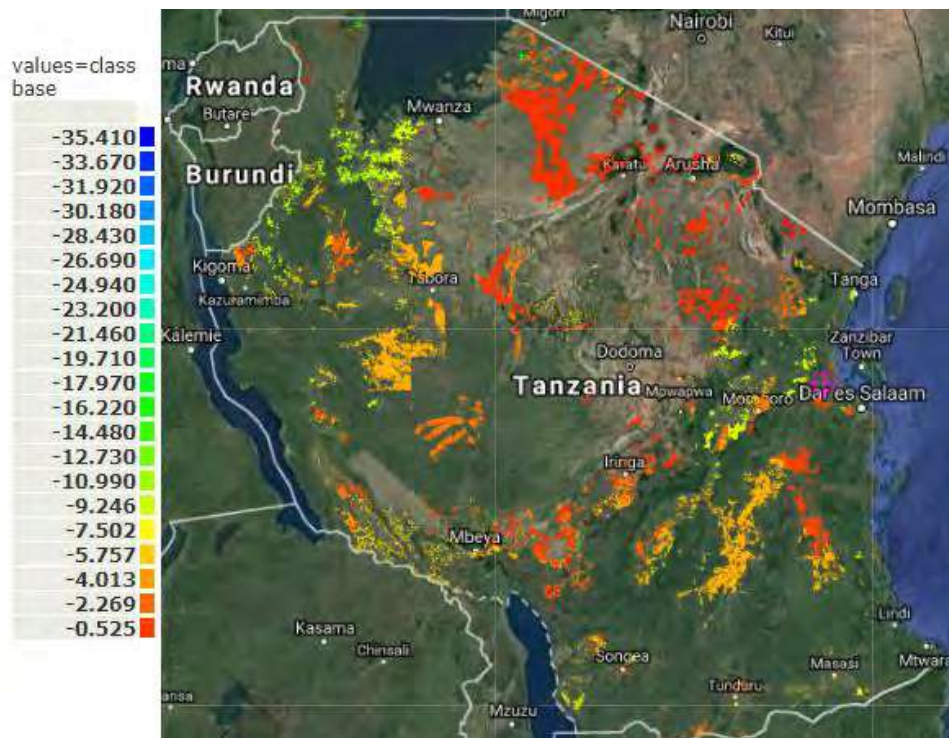 values=class
base
-35.410
-33.670
-31.920
-30.180
-28.430
-26.690
-24.940
-23.200
-21.460
-19.710
-17.970
-16.220
-14.480
-12.730
-10.990
-9.246
-7.502
-5.757
-4.013
-2.269
-0.525
Migori
Nairobi
Kitui
ma
Rwanda
Butare
Mwanza
Burundi
Karatu
Arusha
Malindi
Mombasa
Kigoma
Kazuramimba
Tabora
Tanga
Kalemie
Zanzibar
Town
Dodoma
Tanzania
Mpwapwa
Morogoro
Dar es Salaam
Iringa
Mbeya
Kasama
Chinsali
Lindi
Songea
Masasi
Mtwara
Tunduru
ansa
Mzuzu